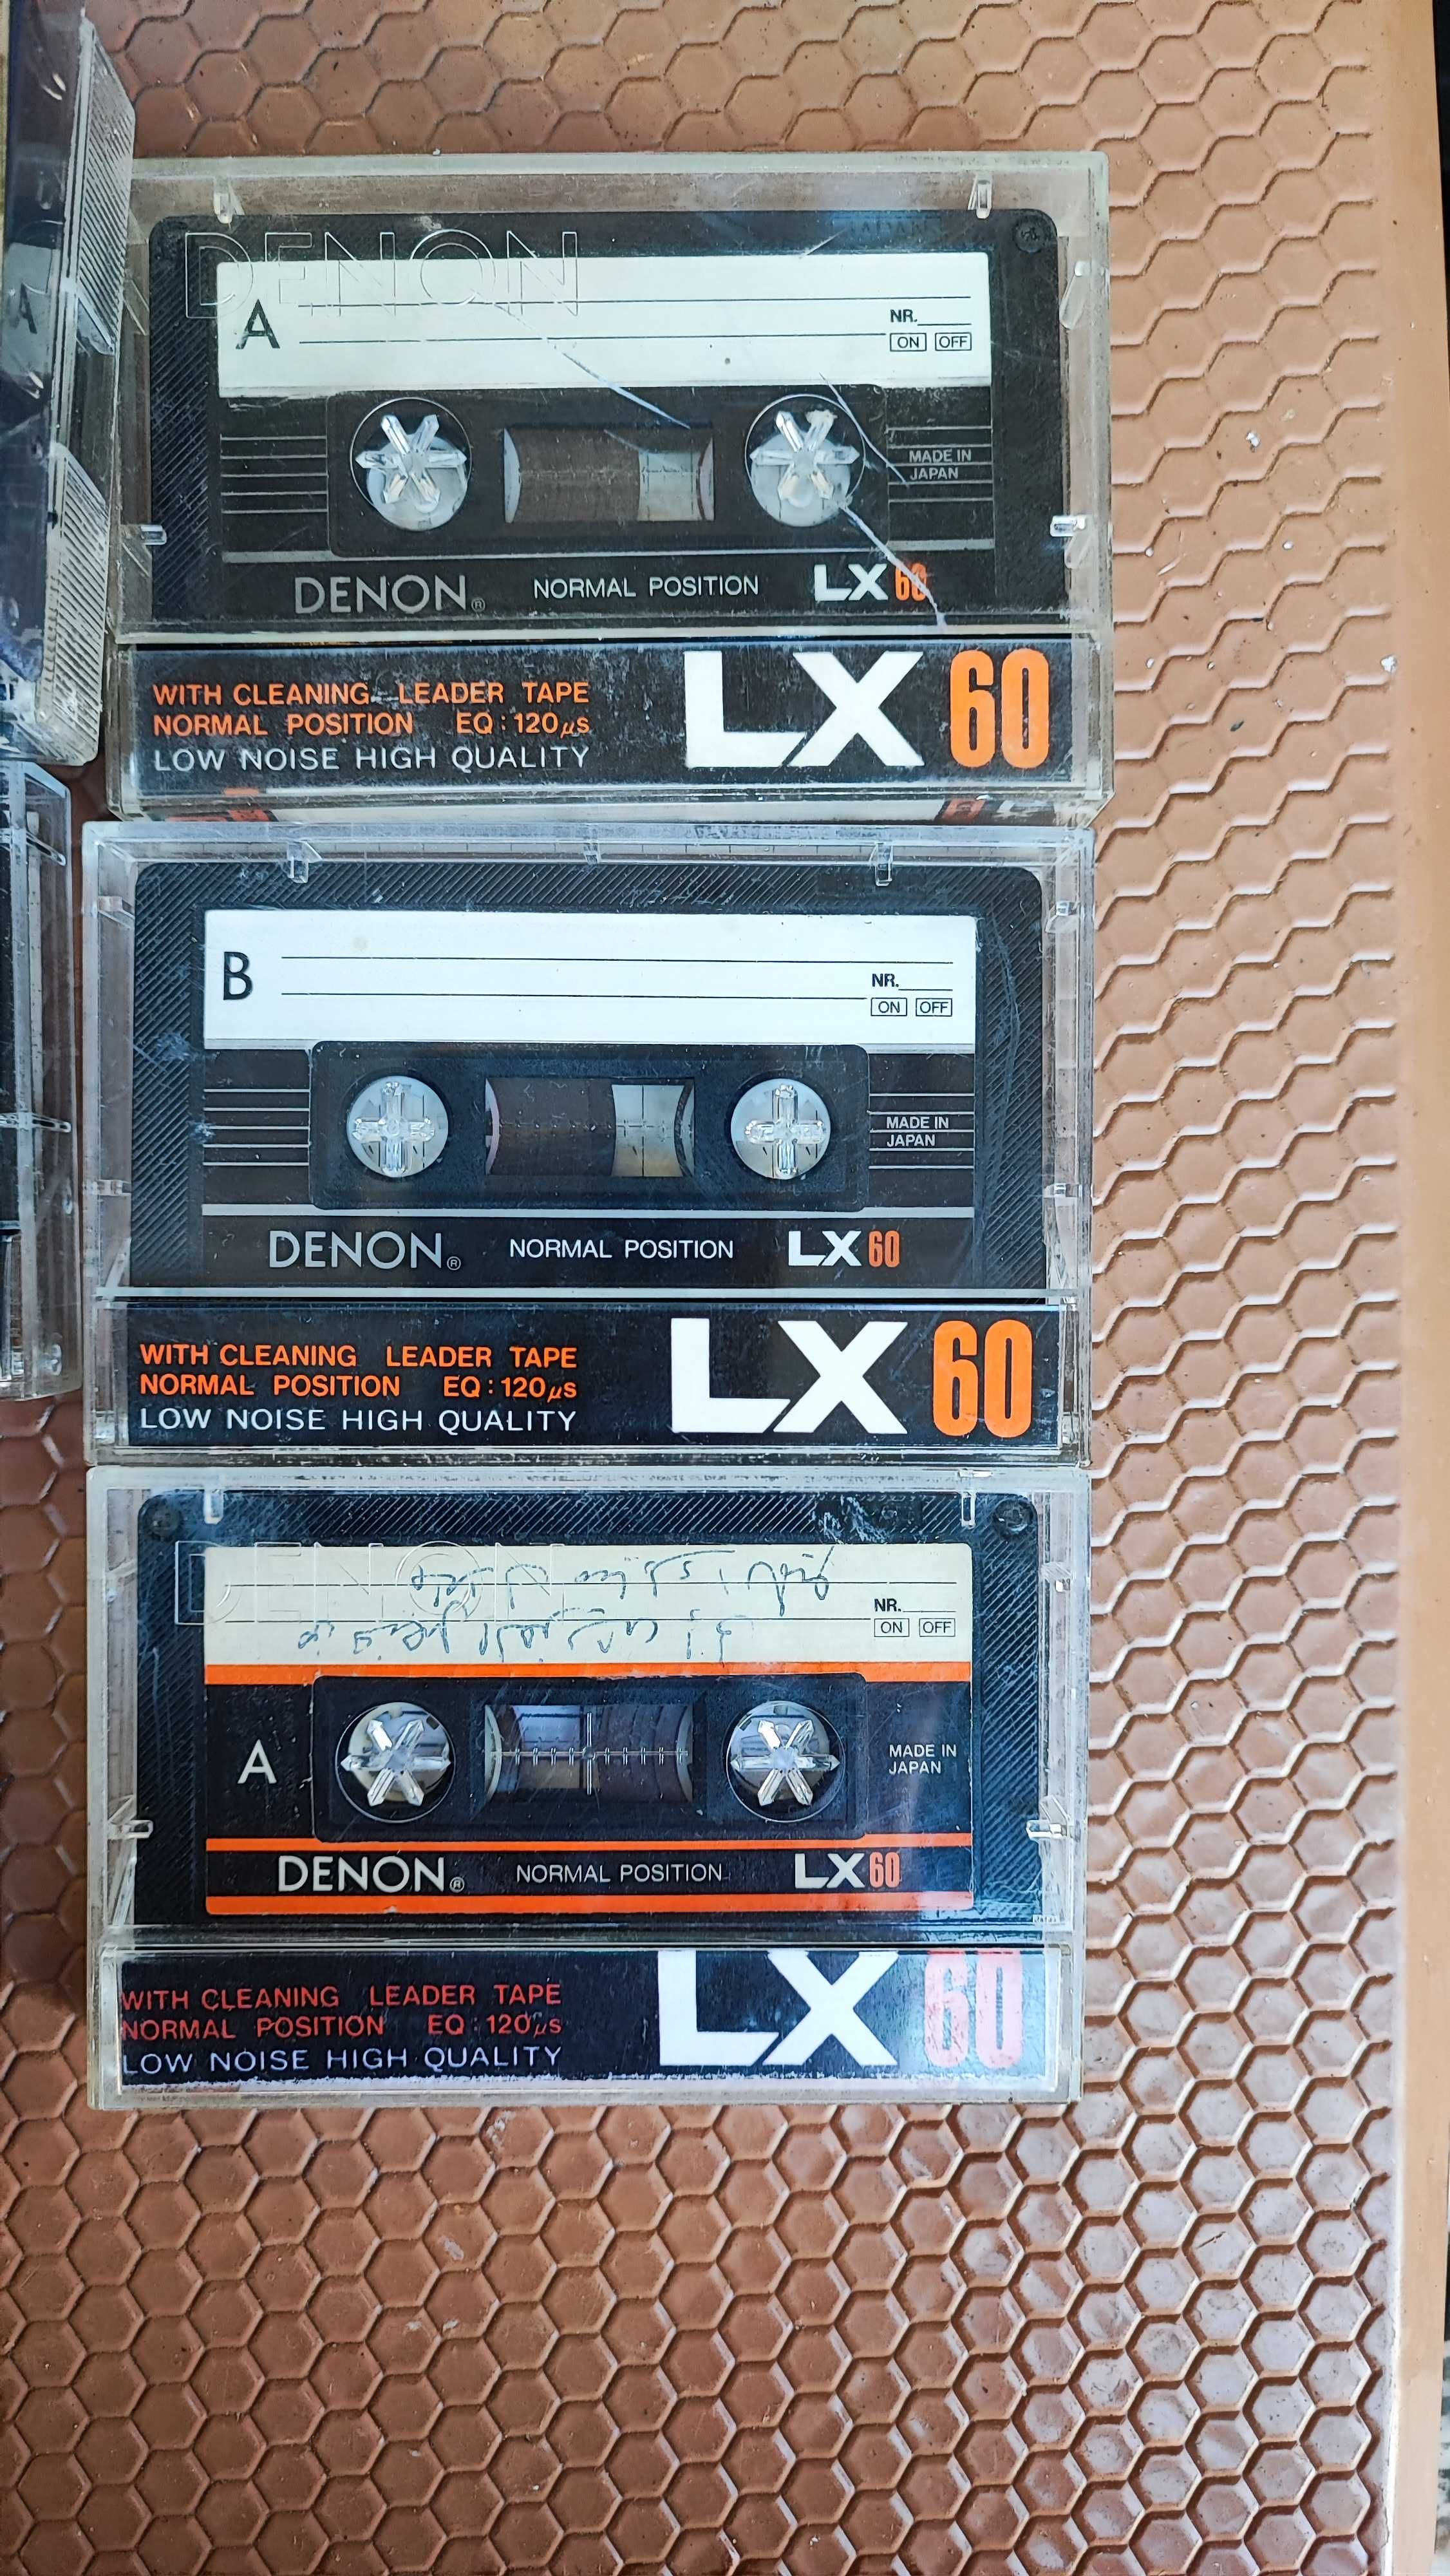 DENON
A
NR.
ON OFF
MADE IN
JAPAN
DENON® NORMAL POSITION LX 60
WITH CLEANING LEADER TAPE
NORMAL POSITION EQ : 120μs
LOW NOISE HIGH QUALITY
LX 60
B
NR.
ON OFF
MADE IN
JAPAN
DENON® NORMAL POSITION LX 60
WITH CLEANING LEADER TAPE
NORMAL POSITION EQ : 120μs
LOW NOISE HIGH QUALITY
LX 60
DENON
NR.
ON OFF
A
MADE IN
JAPAN
DENON® NORMAL POSITION LX 60
WITH CLEANING LEADER TAPE
NORMAL POSITION EQ : 120μs
LOW NOISE HIGH QUALITY
LX 60
A